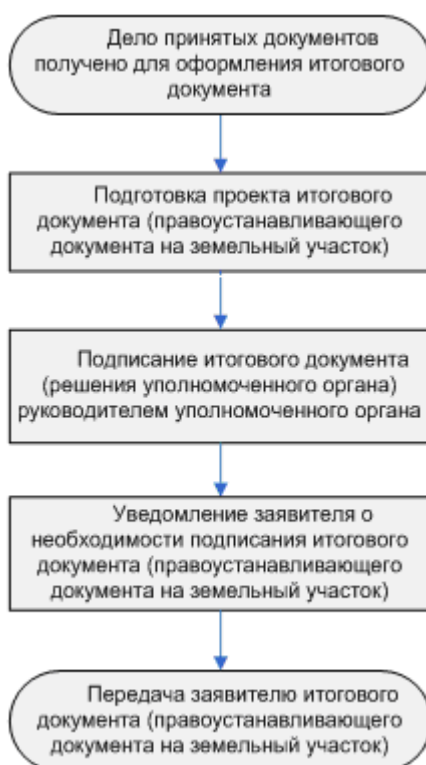 Дело принятых документов
получено для оформления итогового
документа
Подготовка проекта итогового
документа (правоустанавливающего
документа на земельный участок)
Подписание итогового документа
(решения уполномоченного органа)
руководителем уполномоченного органа
Уведомление заявителя о
необходимости подписания итогового
документа (правоустанавливающего
документа на земельный участок)
Передача заявителю итогового
документа (правоустанавливающего
документа на земельный участок)